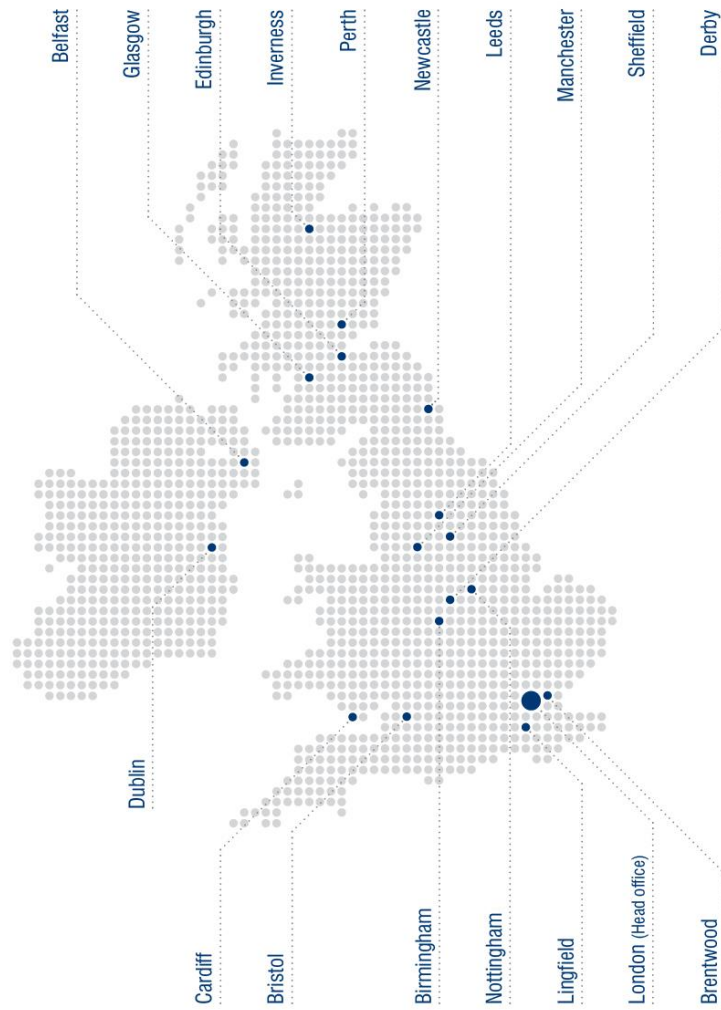 Belfast
Glasgow
Edinburgh
Inverness
Perth
Newcastle
Leeds
Manchester
Sheffield
Derby
Dublin
Cardiff
Bristol
Birmingham
Nottingham
Lingfield
London (Head office)
Brentwood